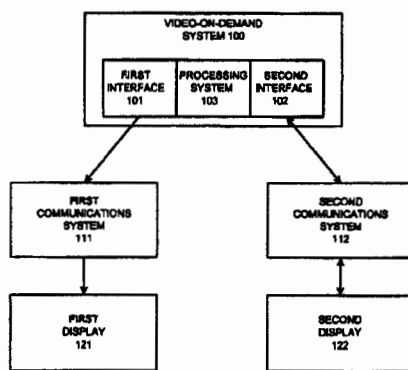 VIDEO-ON-DEMAND
SYSTEM 100
FIRST
INTERFACE
101
PROCESSING
SYSTEM
103
SECOND
INTERFACE
102
FIRST
COMMUNICATIONS
SYSTEM
111
SECOND
COMMUNICATIONS
SYSTEM
112
FIRST
DISPLAY
121
SECOND
DISPLAY
122